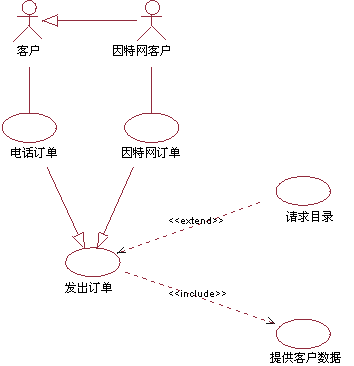 客户
因特网客户
电话订单
因特网订单
请求目录
<<extend>>
发出订单
<<include>>
提供客户数据